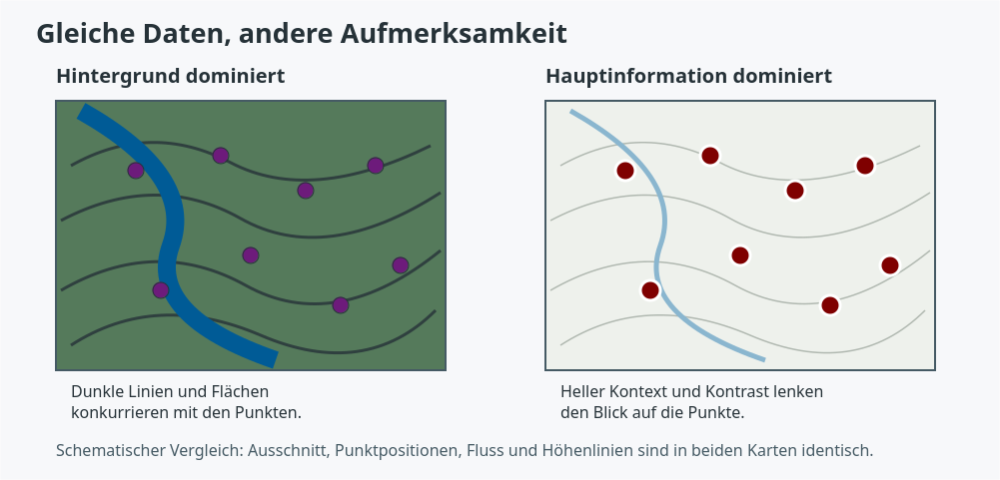 Gleiche Daten, andere Aufmerksamkeit
Hintergrund dominiert
Dunkle Linien und Flächen
konkurrieren mit den Punkten.
Hauptinformation dominiert
Heller Kontext und Kontrast lenken
den Blick auf die Punkte.
Schematischer Vergleich: Ausschnitt, Punktpositionen, Fluss und Höhenlinien sind in beiden Karten identisch.